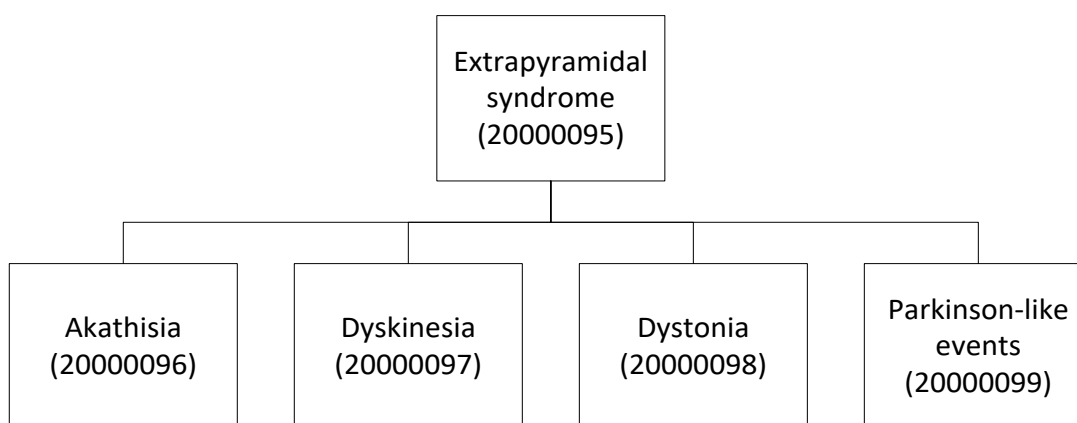 Extrapyramidal
syndrome
(20000095)
Akathisia
(20000096)
Dyskinesia
(20000097)
Dystonia
(20000098)
Parkinson-like
events
(20000099)